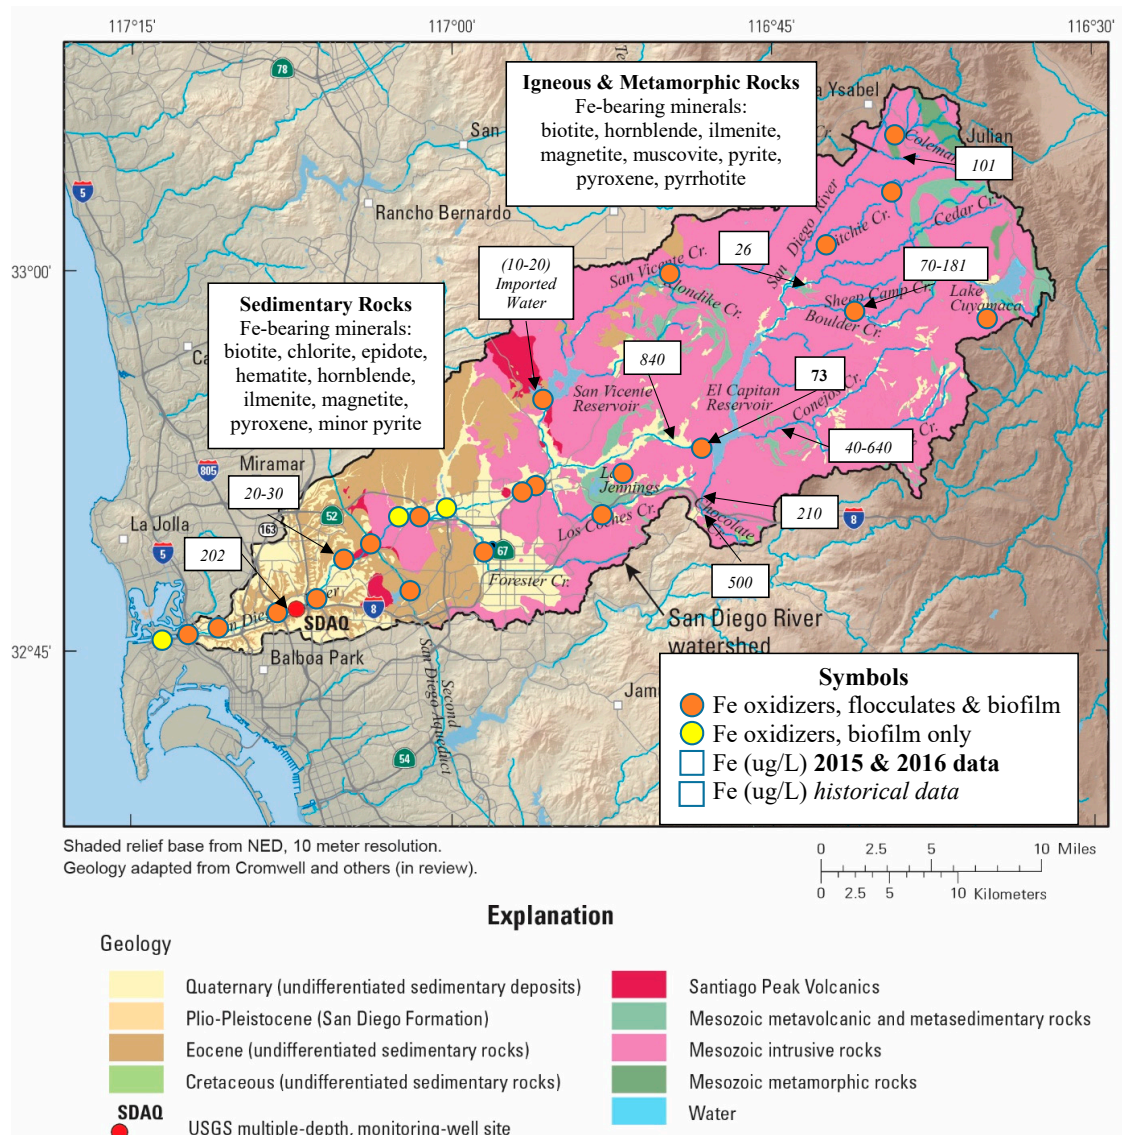 117°15'
117°00'
116°45'
116°30'
78
Igneous & Metamorphic Rocks
Fe-bearing minerals:
biotite, hornblende, ilmenite,
magnetite, muscovite, pyrite,
pyroxene, pyrrhotite
a Ysabel
San
Cr.
Julian
Coleman
101
5
Rancho Bernardo
San Diego River
Ritchie Cr.
Cedar Cr.
26
33°00'
(10-20)
Imported
Water
San Vicente Cr.
Klondike Cr.
70-181
Sheep Camp Cr.
Boulder Cr.
Lake
Cuyamaca
Sedimentary Rocks
Fe-bearing minerals:
biotite, chlorite, epidote,
hematite, hornblende,
ilmenite, magnetite,
pyroxene, minor pyrite
Ca
840
73
San Vicente
Reservoir
El Capitan
Reservoir
Conejos Cr.
40-640
Cr.
805
Miramar
20-30
52
La Jolla
163
Jennings
Los Coches Cr.
Chocolate
210
8
5
202
67
Forester Cr.
500
8
San Diego River
watershed
SDAQ
32°45'
Balboa Park
Second
San Diego Aqueduct
Jam
54
Symbols
Fe oxidizers, flocculates & biofilm
Fe oxidizers, biofilm only
Fe (ug/L) 2015 & 2016 data
Fe (ug/L) historical data
Shaded relief base from NED, 10 meter resolution.
Geology adapted from Cromwell and others (in review).
0 2.5 5 10 Miles
0 2.5 5 10 Kilometers
Explanation
Geology
Quaternary (undifferentiated sedimentary deposits)
Plio-Pleistocene (San Diego Formation)
Eocene (undifferentiated sedimentary rocks)
Cretaceous (undifferentiated sedimentary rocks)
SDAQ
USGS multiple-depth, monitoring-well site
Santiago Peak Volcanics
Mesozoic metavolcanic and metasedimentary rocks
Mesozoic intrusive rocks
Mesozoic metamorphic rocks
Water